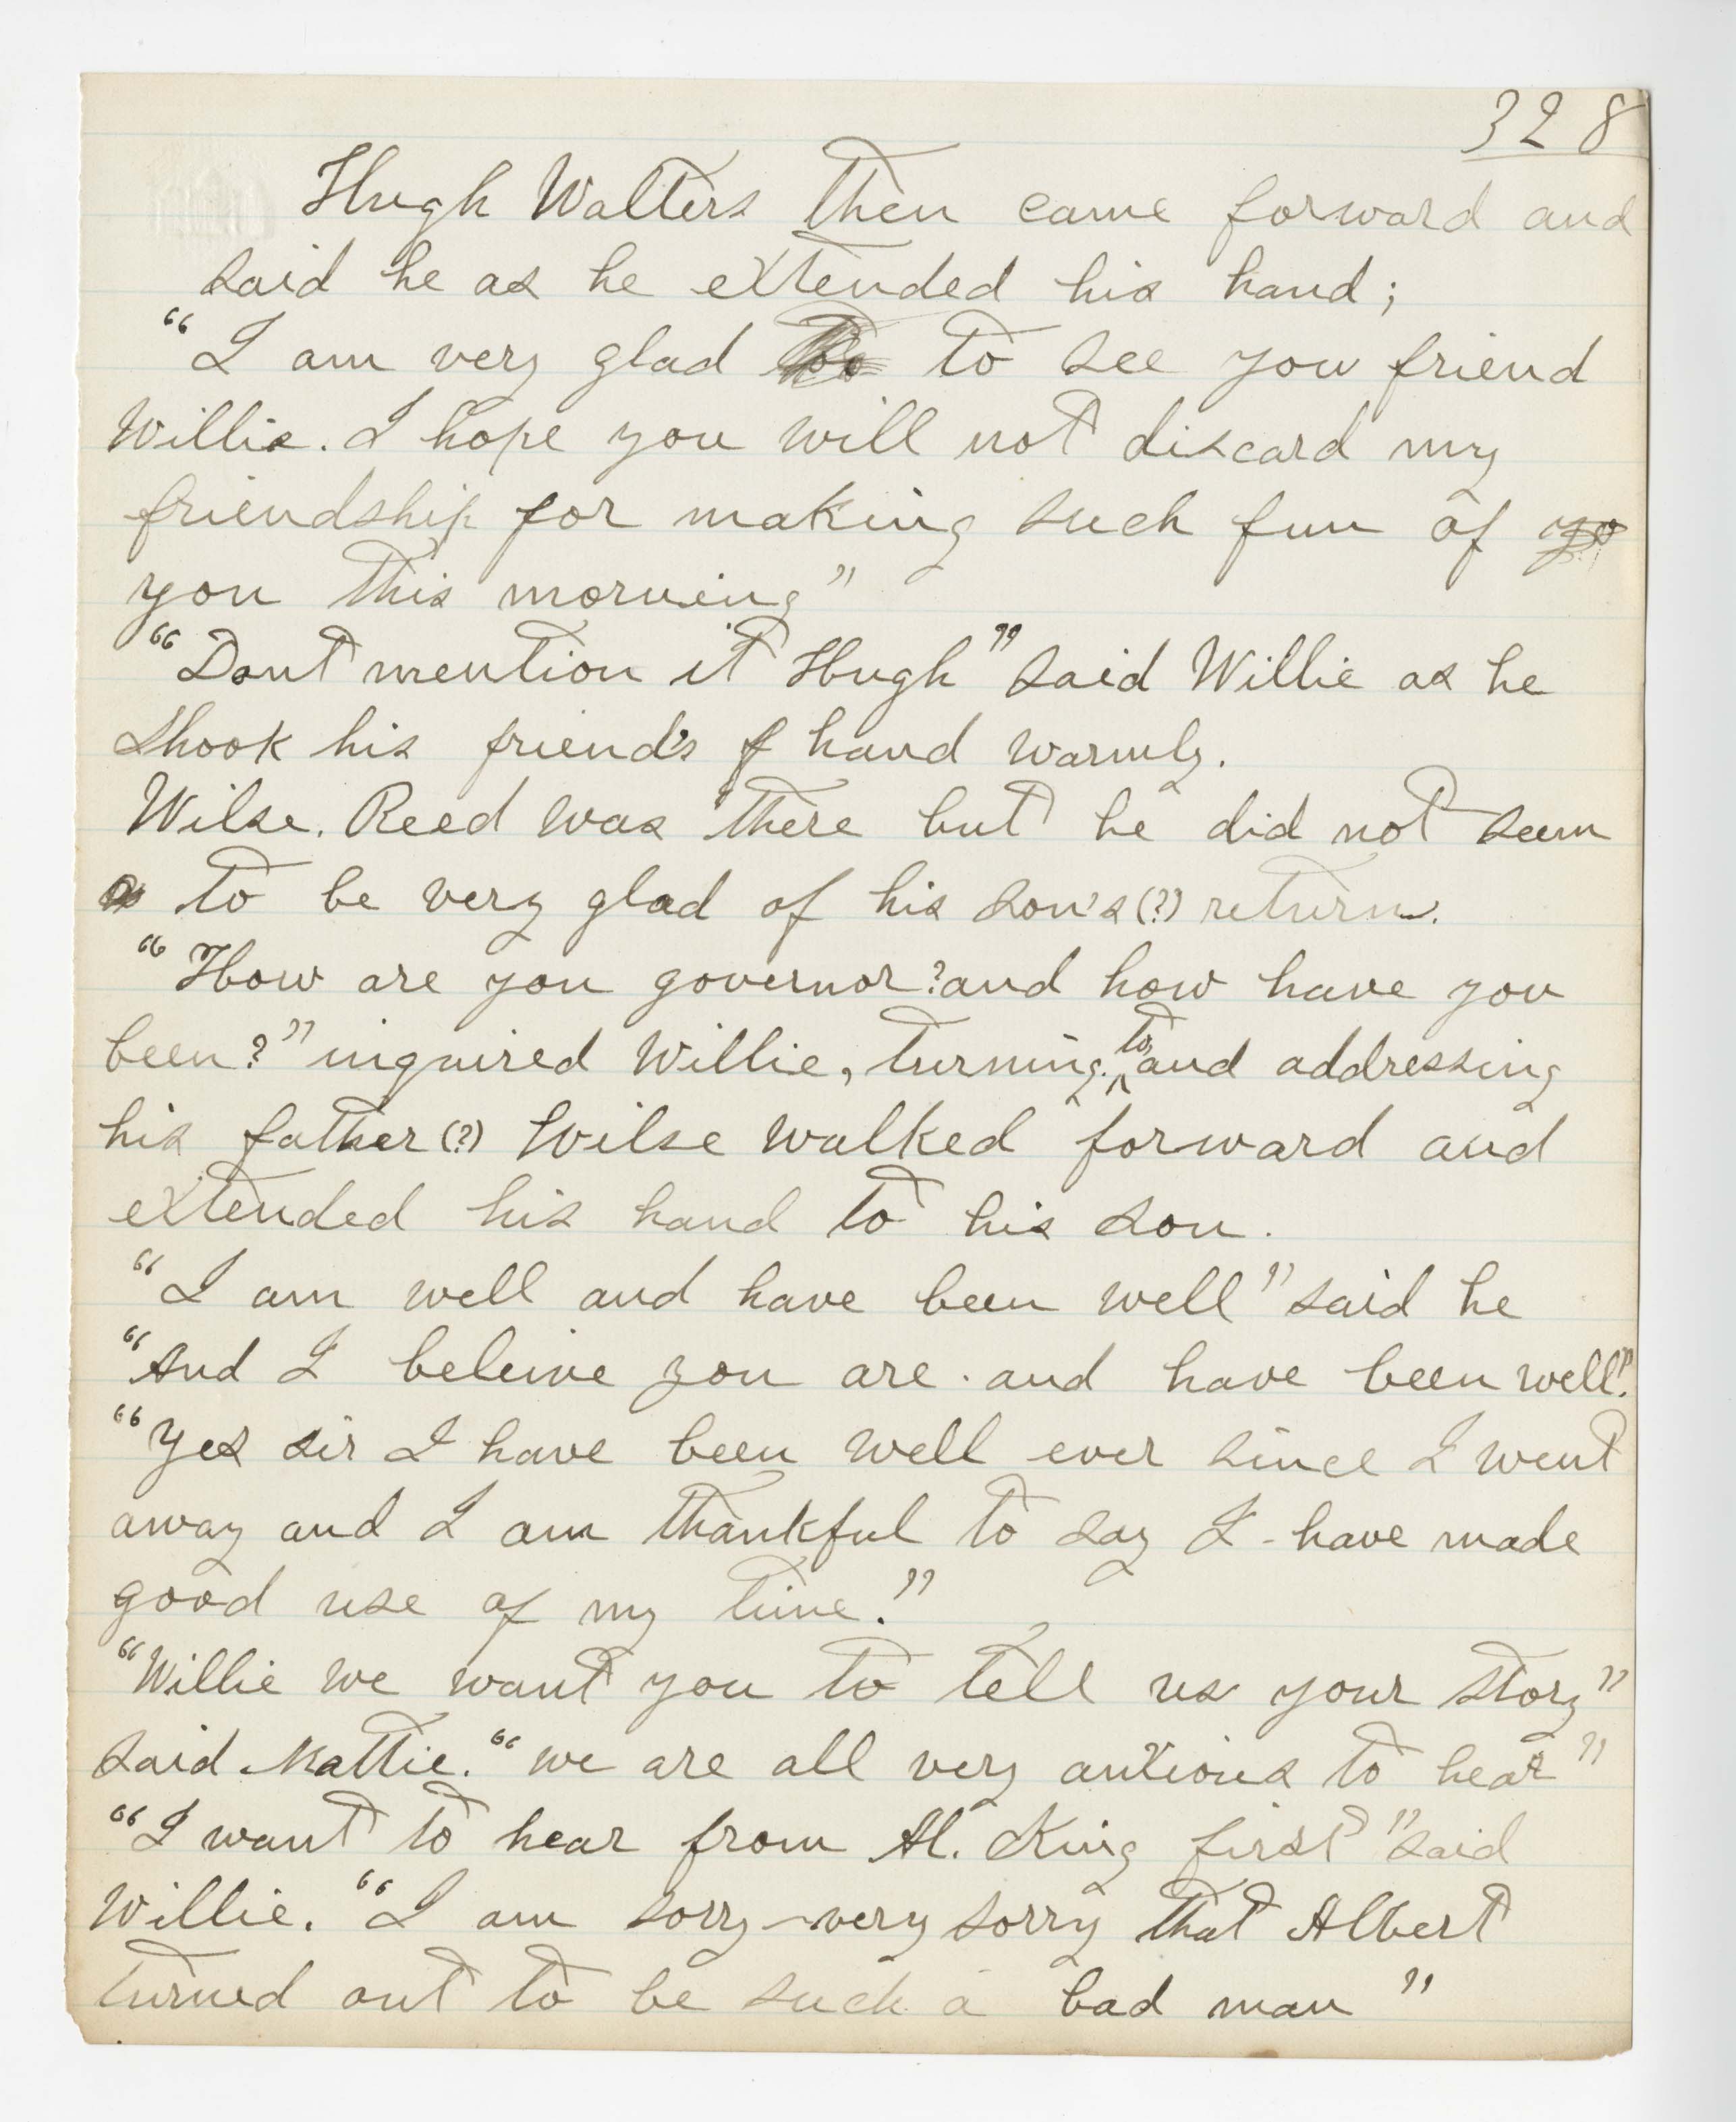 328
Hugh Walters then came forward and
said he as he extended his hand;
"I am very glad to to see you friend
Willie. I hope you will not discard my
friendship for making such fun of yo
you this morning"
"Dont mention it Hugh" said Willie as he
shook his friend's f hand warmly.
Wilse. Reed was there but he did not seem
to be very glad of his son's (?) return.
"How are you governor? and how have you
been?" inquired Willie, turning to, and addressing
his father (?) Wilse walked forward and
extended his hand to his son.
"I am well and have been well" said he
"And I beleive you are. and have been well".
"Yes sir I have been well ever since I went
away and I am thankful to say I - have made
good use of my time."
"Willie we want you to tell us your story"
said Mattie. "we are all very anxious to hear"
"I want to hear from Al. King first" said
Willie. "I am sorry - very sorry that Albert
turned out to be such a bad man"